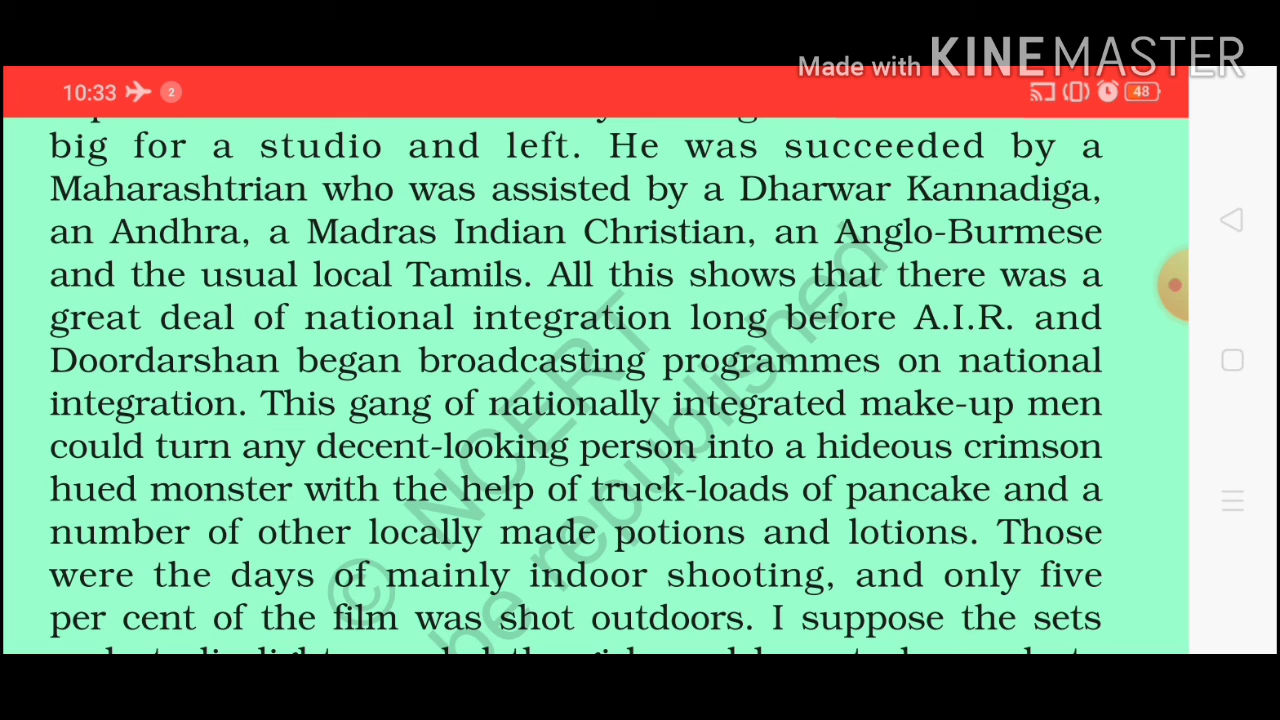 Made with KINEMASTER
10:33 2 48
big for a studio and left. He was succeeded by a
Maharashtrian who was assisted by a Dharwar Kannadiga,
an Andhra, a Madras Indian Christian, an Anglo-Burmese
and the usual local Tamils. All this shows that there was a
great deal of national integration long before A.I.R. and
Doordarshan began broadcasting programmes on national
integration. This gang of nationally integrated make-up men
could turn any decent-looking person into a hideous crimson
hued monster with the help of truck-loads of pancake and a
number of other locally made potions and lotions. Those
were the days of mainly indoor shooting, and only five
per cent of the film was shot outdoors. I suppose the sets
© NCERT
be republished